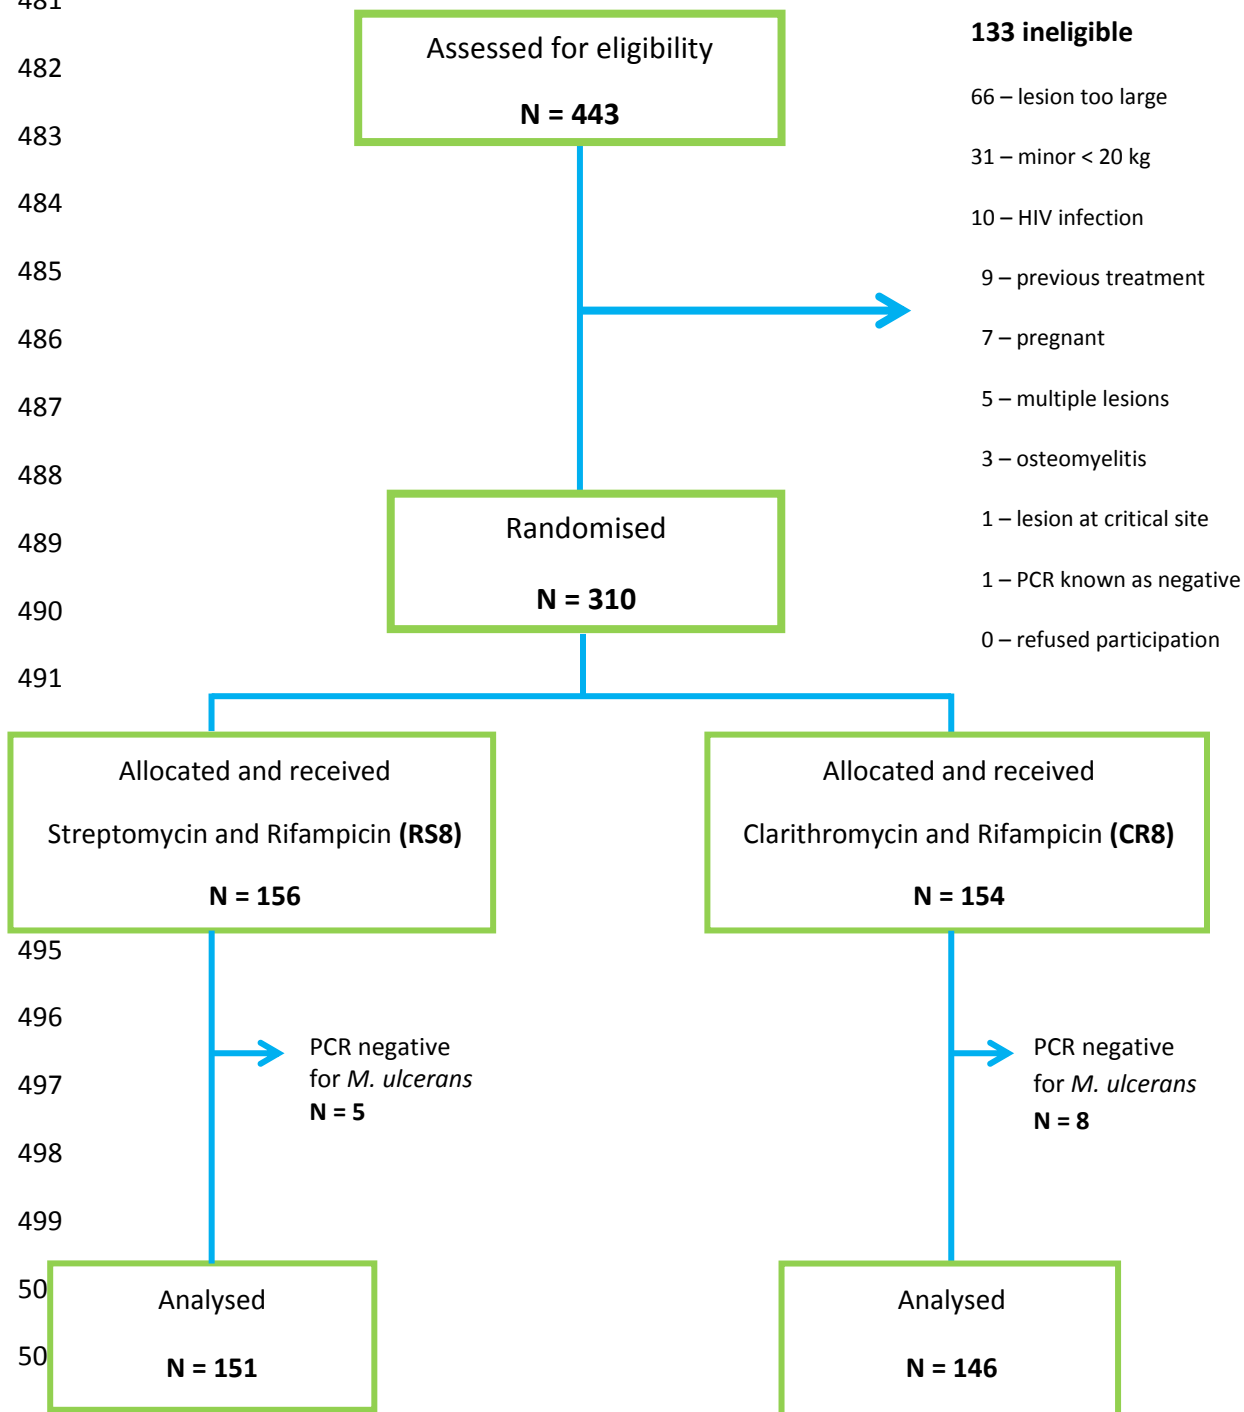 481
482
483
484
485
486
487
488
489
490
491
495
496
497
498
499
50
50
Assessed for eligibility
N = 443
133 ineligible
66 – lesion too large
31 – minor < 20 kg
10 – HIV infection
9 – previous treatment
7 – pregnant
5 – multiple lesions
3 – osteomyelitis
1 – lesion at critical site
1 – PCR known as negative
0 – refused participation
Randomised
N = 310
Allocated and received
Streptomycin and Rifampicin (RS8)
N = 156
Allocated and received
Clarithromycin and Rifampicin (CR8)
N = 154
PCR negative
for M. ulcerans
N = 5
PCR negative
for M. ulcerans
N = 8
Analysed
N = 151
Analysed
N = 146